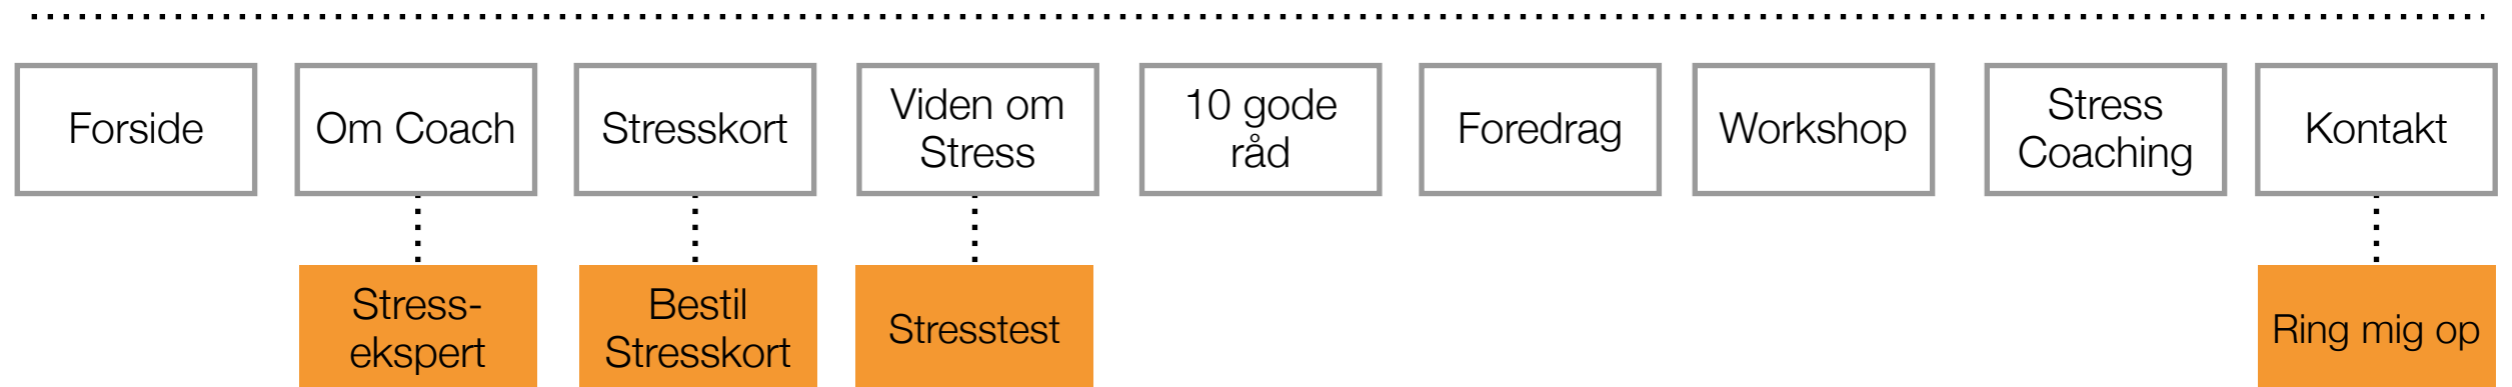 Forside
Om Coach
Stresskort
Viden om
Stress
10 gode
råd
Foredrag
Workshop
Stress
Coaching
Kontakt
Stress-
ekspert
Bestil
Stresskort
Stresstest
Ring mig op